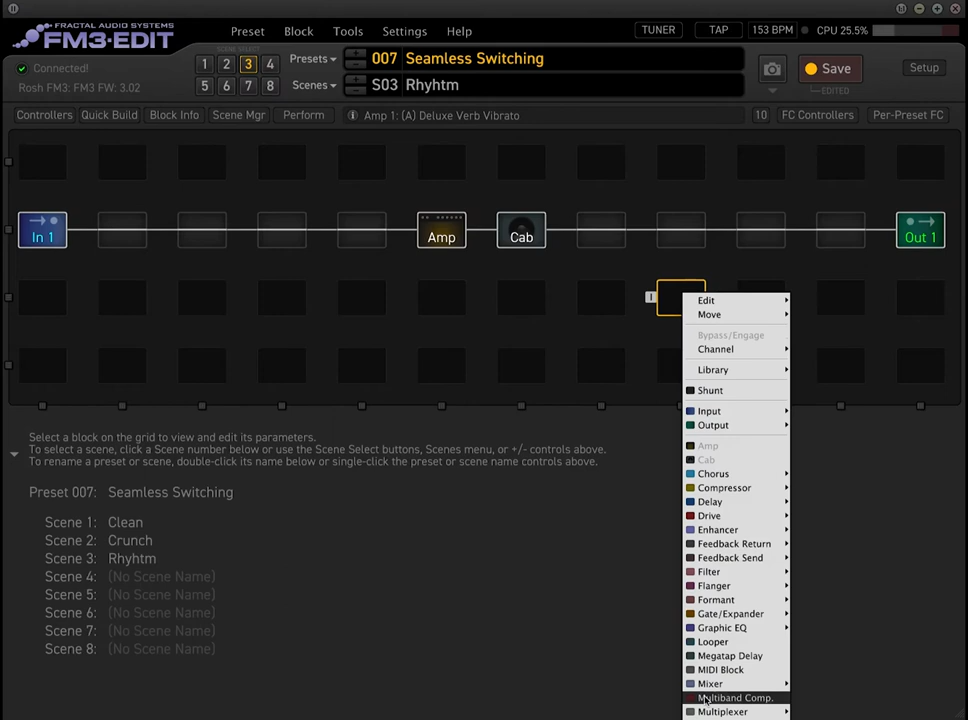 FRACTAL AUDIO SYSTEMS
FM3-EDIT
Preset Block Tools Settings Help
TUNER TAP 153 BPM CPU 25.5%
Connected!
Rosh FM3: FM3 FW: 3.02
SCENE SELECT
1 2 3 4
5 6 7 8
Presets 007 Seamless Switching
Scenes S03 Rhyhtm
Save
EDITED
Setup
Controllers Quick Build Block Info Scene Mgr Perform Amp 1: (A) Deluxe Verb Vibrato 10 FC Controllers Per-Preset FC
In 1 Amp Cab Out 1
Select a block on the grid to view and edit its parameters.
To select a scene, click a Scene number below or use the Scene Select buttons, Scenes menu, or +/- controls above.
To rename a preset or scene, double-click its name below or single-click the preset or scene name controls above.
Preset 007: Seamless Switching
Scene 1: Clean
Scene 2: Crunch
Scene 3: Rhyhtm
Scene 4: (No Scene Name)
Scene 5: (No Scene Name)
Scene 6: (No Scene Name)
Scene 7: (No Scene Name)
Scene 8: (No Scene Name)
Edit
Move
Bypass/Engage
Channel
Library
Shunt
Input
Output
Amp
Cab
Chorus
Compressor
Delay
Drive
Enhancer
Feedback Return
Feedback Send
Filter
Flanger
Formant
Gate/Expander
Graphic EQ
Looper
Megatap Delay
MIDI Block
Mixer
Multiband Comp.
Multiplexer